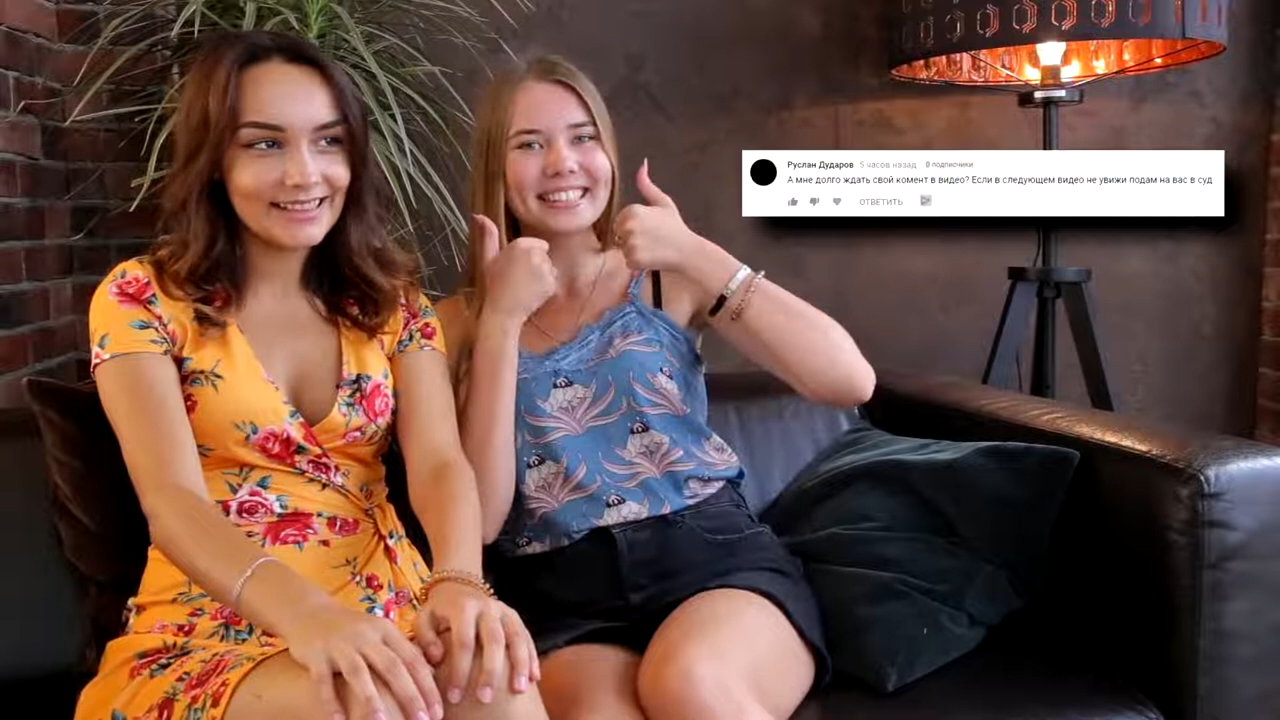 Руслан Дударов 5 часов назад 0 подписчики
А мне долго ждать свой комент в видео? Если в следующем видео не увижи подам на вас в суд
ОТВЕТИТЬ